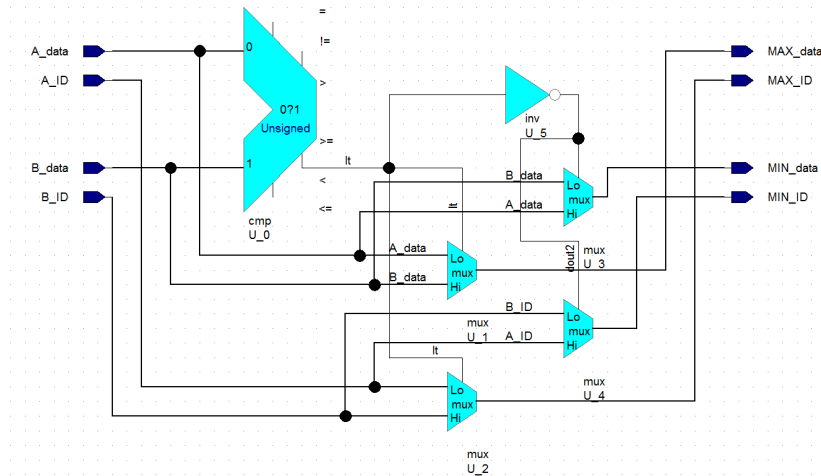 =
!=
A_data
0
MAX_data
A_ID
>
MAX_ID
0?1
inv
Unsigned
U_5
>=
lt
B_data
1
B_data
Lo
MIN_data
mux
<
B_ID
lt
A_data
Hi
MIN_ID
<=
cmp
U_0
A_data
Lo
mux
dout2
mux
U_3
B_data
Hi
B_ID
Lo
mux
mux
U_1
A_ID
Hi
lt
Lo
mux
mux
U_4
Hi
mux
U_2